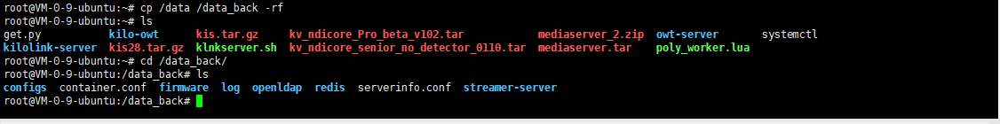 root@VM-0-9-ubuntu:~# cp /data /data_back -rf
root@VM-0-9-ubuntu:~# ls
get.py           kilo-owt      kis.tar.gz   kv_ndicore_Pro_beta_v102.tar             mediaserver_2.zip  owt-server       systemctl
kilolink-server  kis28.tar.gz  klnkserver.sh  kv_ndicore_senior_no_detector_0110.tar  mediaserver.tar    poly_worker.lua
root@VM-0-9-ubuntu:~# cd /data_back/
root@VM-0-9-ubuntu:/data_back# ls
configs  container.conf  firmware  log  openldap  redis  serverinfo.conf  streamer-server
root@VM-0-9-ubuntu:/data_back#